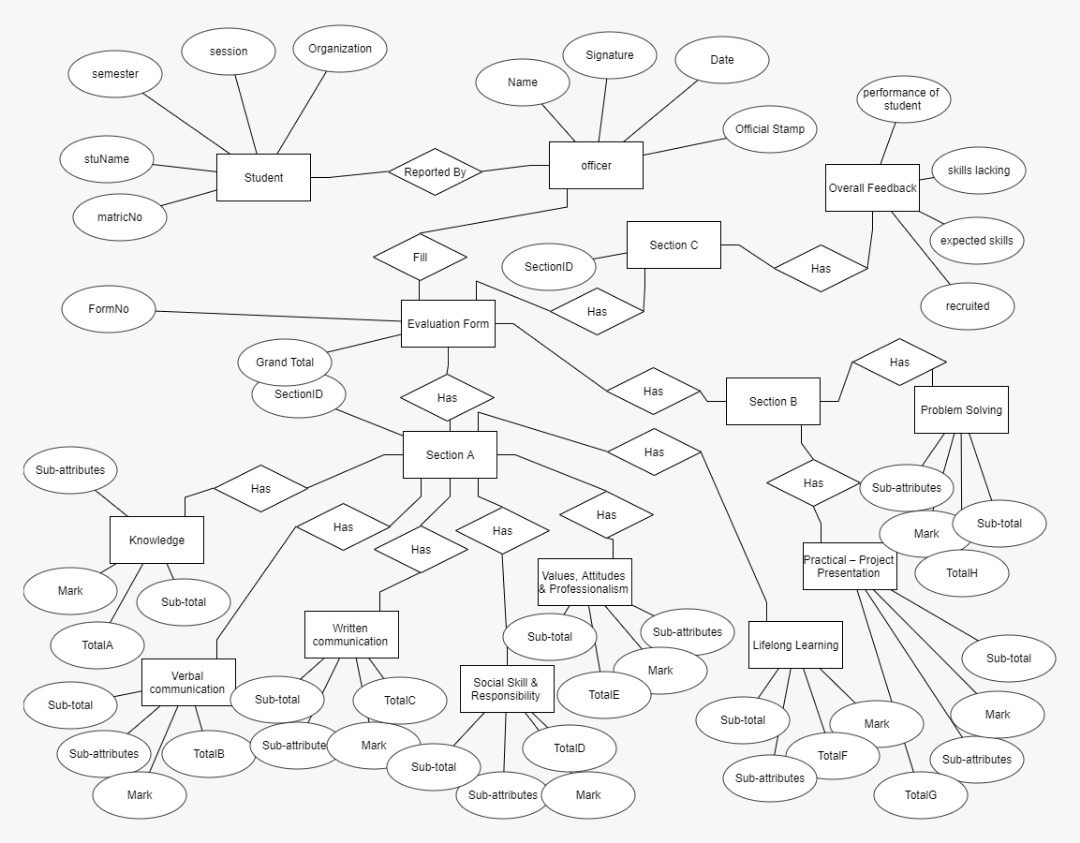 Organization
session
Signature
Date
semester
Name
performance of
student
Official Stamp
stuName
officer
skills lacking
Reported By
Student
Overall Feedback
matricNo
expected skills
Section C
Fill
SectionID
Has
recruited
FormNo
Has
Evaluation Form
Grand Total
Has
SectionID
Has
Has
Section B
Problem Solving
Section A
Has
Sub-attributes
Has
Has
Sub-attributes
Has
Has
Has
Sub-total
Knowledge
Has
Mark
Practical – Project
Presentation
TotalH
Values, Attitudes
& Professionalism
Mark
Sub-total
Written
communication
Sub-total
Sub-attributes
TotalA
Lifelong Learning
Sub-total
Mark
Verbal
communication
Social Skill &
Responsibility
TotalE
Sub-total
Sub-total
TotalC
Mark
Sub-total
Mark
Sub-attributes
TotalB
Sub-attribute
Mark
TotalD
TotalF
Sub-attributes
Sub-total
Sub-attributes
Mark
Sub-attributes
Mark
TotalG